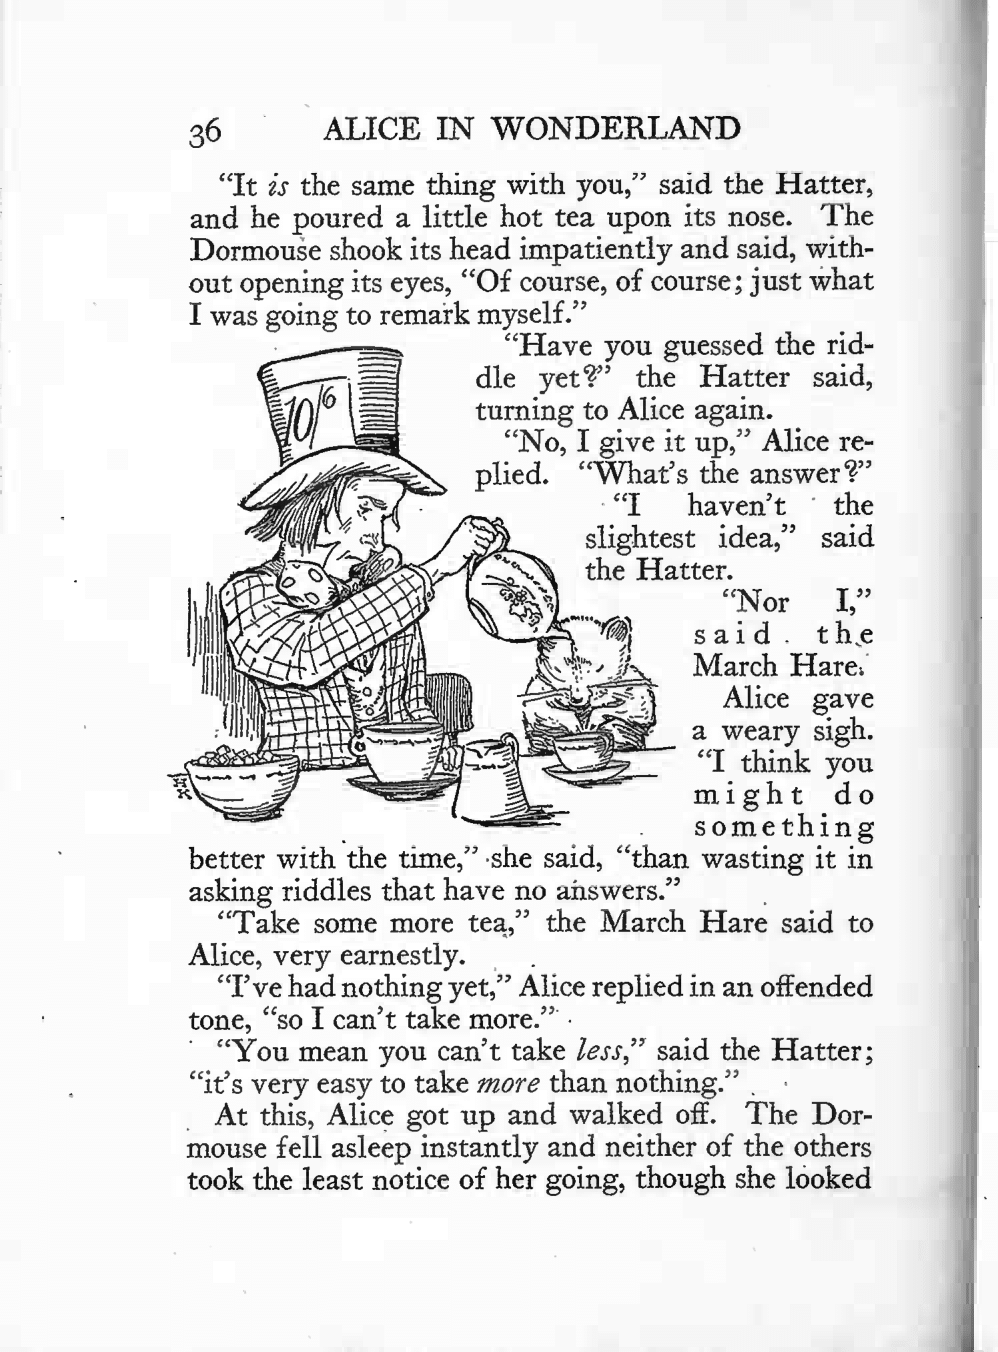 36 ALICE IN WONDERLAND
“It is the same thing with you,” said the Hatter,
and he poured a little hot tea upon its nose. The
Dormouse shook its head impatiently and said, with-
out opening its eyes, “Of course, of course; just what
I was going to remark myself.”
“Have you guessed the rid-
dle yet?” the Hatter said,
turning to Alice again.
“No, I give it up,” Alice re-
plied. “What’s the answer?”
“I haven’t the
slightest idea,” said
the Hatter.
“Nor I,”
said the
March Hare.
Alice gave
a weary sigh.
“I think you
might do
something
10/6
better with the time,” she said, “than wasting it in
asking riddles that have no answers.”
“Take some more tea,” the March Hare said to
Alice, very earnestly.
“I’ve had nothing yet,” Alice replied in an offended
tone, “so I can’t take more.”
“You mean you can’t take less,” said the Hatter;
“it’s very easy to take more than nothing.”
At this, Alice got up and walked off. The Dor-
mouse fell asleep instantly and neither of the others
took the least notice of her going, though she looked